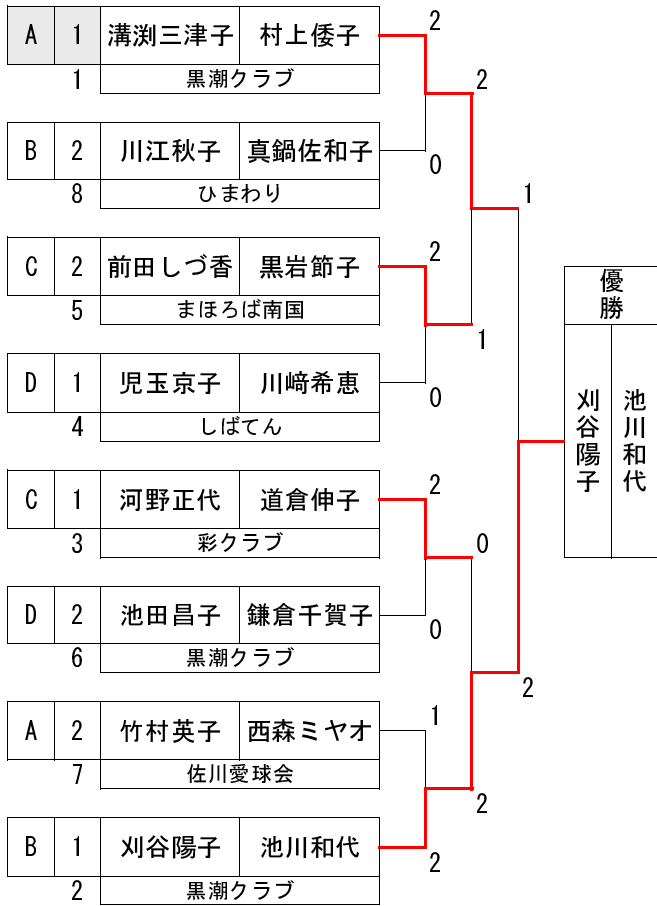 A 1 溝渕三津子 村上倭子
1 黒潮クラブ
2
2
B 2 川江秋子 真鍋佐和子
8 ひまわり
0
1
C 2 前田しづ香 黒岩節子
5 まほろば南国
2
1
D 1 児玉京子 川﨑希恵
4 しばてん
0
優勝
刈谷陽子
池川和代
C 1 河野正代 道倉伸子
3 彩クラブ
2
0
D 2 池田昌子 鎌倉千賀子
6 黒潮クラブ
0
2
A 2 竹村英子 西森ミヤオ
7 佐川愛球会
1
2
B 1 刈谷陽子 池川和代
2 黒潮クラブ
2